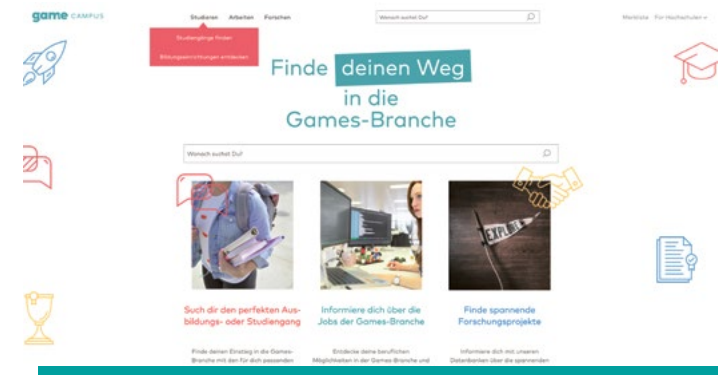 game CAMPUS
Studieren Arbeiten Forschen
Wonach suchst Du?
Merkliste Für Hochschulen
Studiengänge finden
Bildungseinrichtungen entdecken
Finde deinen Weg
in die
Games-Branche
Wonach suchst Du?
EXPLORE
Such dir den perfekten Aus-
bildungs- oder Studiengang
Informiere dich über die
Jobs der Games-Branche
Finde spannende
Forschungsprojekte
Finde deinen Einstieg in die Games-
Branche mit den für dich passenden
Entdecke deine beruflichen
Möglichkeiten in der Games-Branche und
Informiere dich mit unseren
Datenbanken über die spannenden